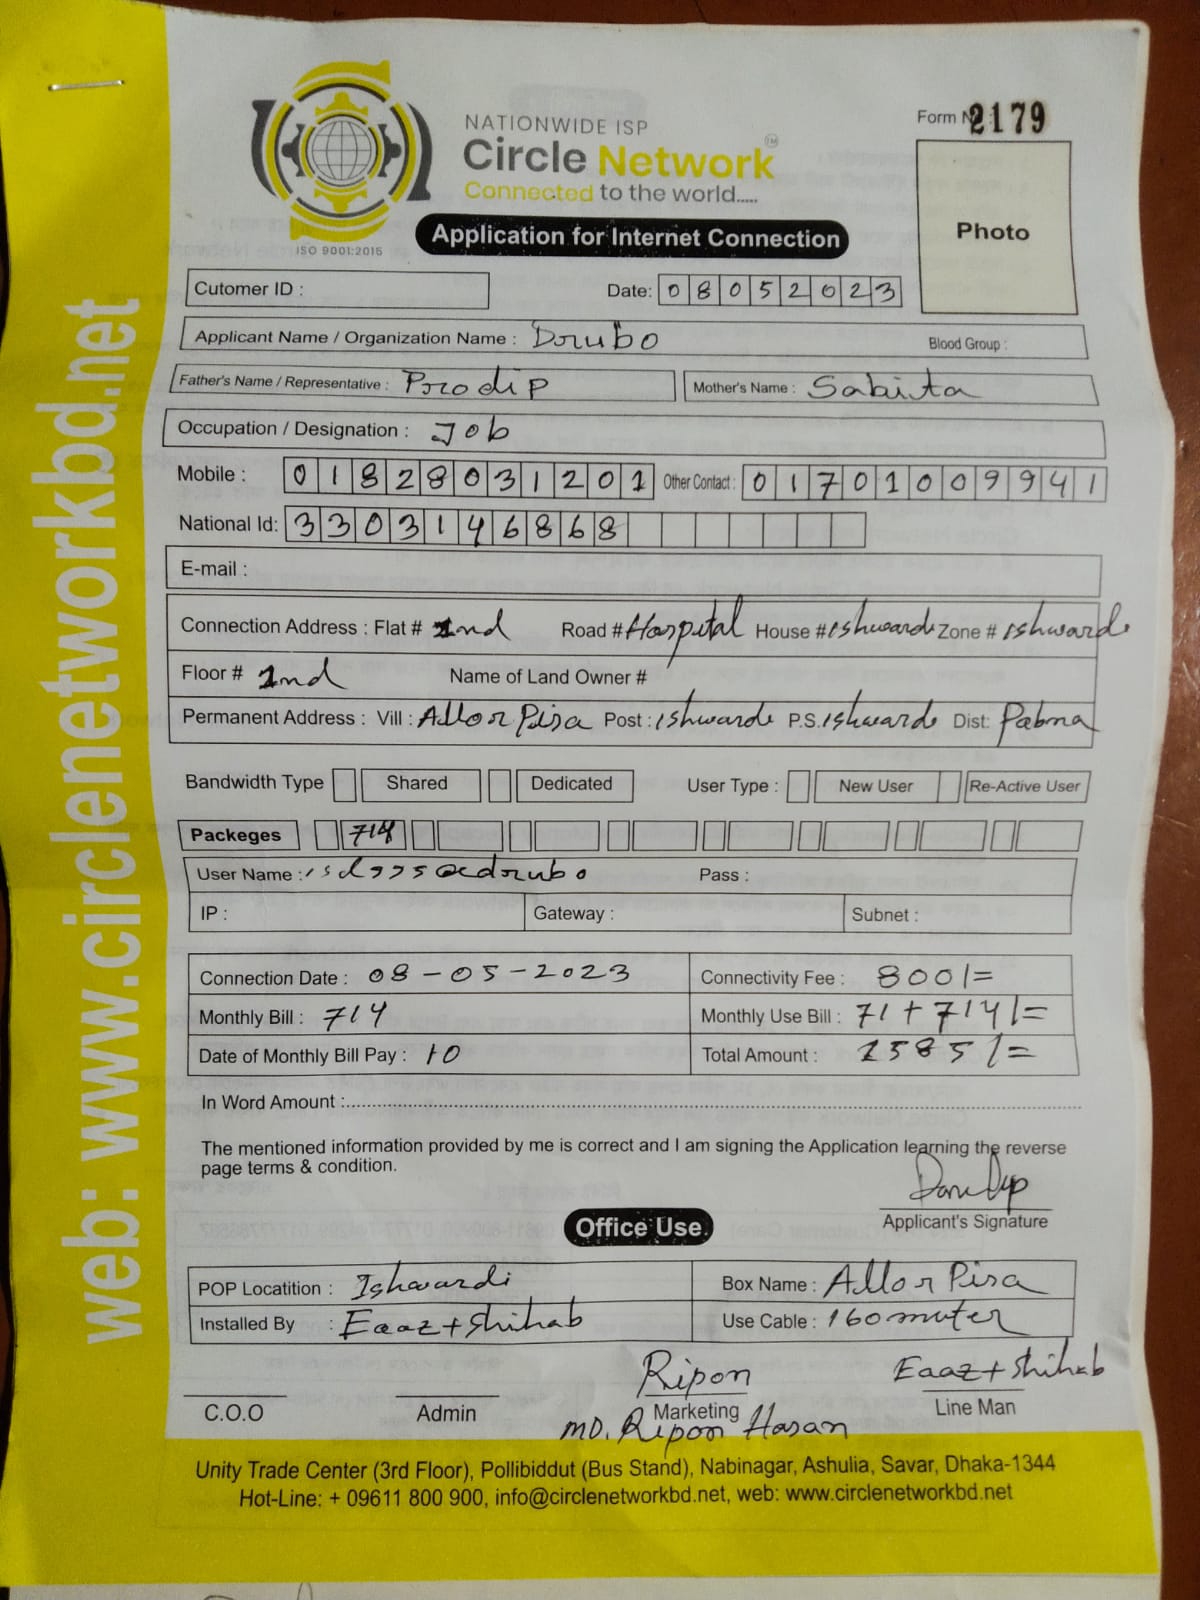 NATIONWIDE ISP
Circle Network TM
Connected to the world.....
ISO 9001:2015
Form N 2179
Photo
Application for Internet Connection
Cutomer ID :
Date: 08052023
Applicant Name / Organization Name : Drubo Blood Group :
Father's Name / Representative : Prodip Mother's Name : Sabita
Occupation / Designation : Job
Mobile : 01828031201 Other Contact : 01701009941
National Id: 3303146868
E-mail :
Connection Address : Flat # 2nd Road # Hospital House # ishwardi Zone # ishwardi
Floor # 2nd Name of Land Owner #
Permanent Address : Vill : Allor Pisa Post : ishwardi P.S. ishwardi Dist: Pabna
Bandwidth Type Shared Dedicated User Type : New User Re-Active User
Packeges 714
User Name : Pass :
IP : Gateway : Subnet :
Connection Date : 08-05-2023 Connectivity Fee : 800/=
Monthly Bill : 714 Monthly Use Bill : 71+714/=
Date of Monthly Bill Pay : 10 Total Amount : 1585/=
In Word Amount :
The mentioned information provided by me is correct and I am signing the Application learning the reverse
page terms & condition.
Applicant's Signature
Office Use
POP Locatition : Ishwardi Box Name : Allor Pisa
Installed By : Eaaz+Shihab Use Cable : 160 muter
Ripon Eaaz+Shihab
C.O.O Admin Marketing Line Man
MD. Ripon Hasan
Unity Trade Center (3rd Floor), Pollibiddut (Bus Stand), Nabinagar, Ashulia, Savar, Dhaka-1344
Hot-Line: + 09611 800 900, info@circlenetworkbd.net, web: www.circlenetworkbd.net
web: www.circlenetworkbd.net